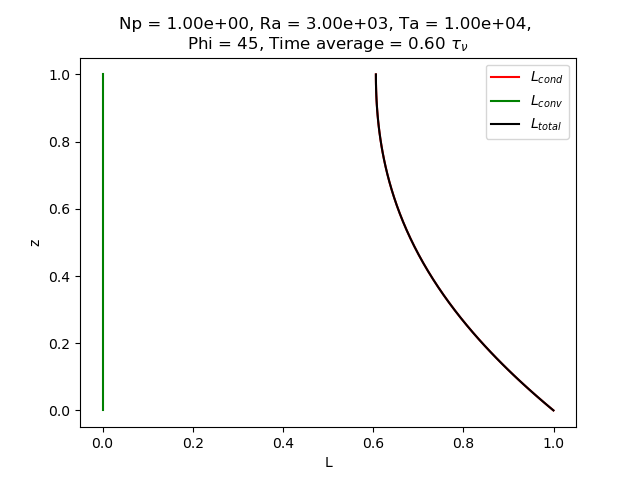 Np = 1.00e+00, Ra = 3.00e+03, Ta = 1.00e+04,
Phi = 45, Time average = 0.60 τν
L_cond
L_conv
L_total
1.0
0.8
0.6
0.4
0.2
0.0
z
0.0 0.2 0.4 0.6 0.8 1.0
L